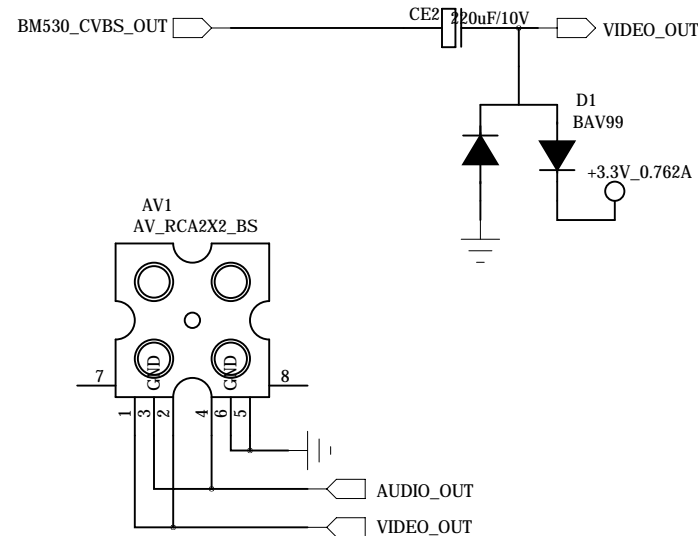 BM530_CVBS_OUT
CE2 220uF/10V
VIDEO_OUT
D1
BAV99
+3.3V_0.762A
AV1
AV_RCA2X2_BS
GND GND
7 8
1 3 2 4 6 5
AUDIO_OUT
VIDEO_OUT